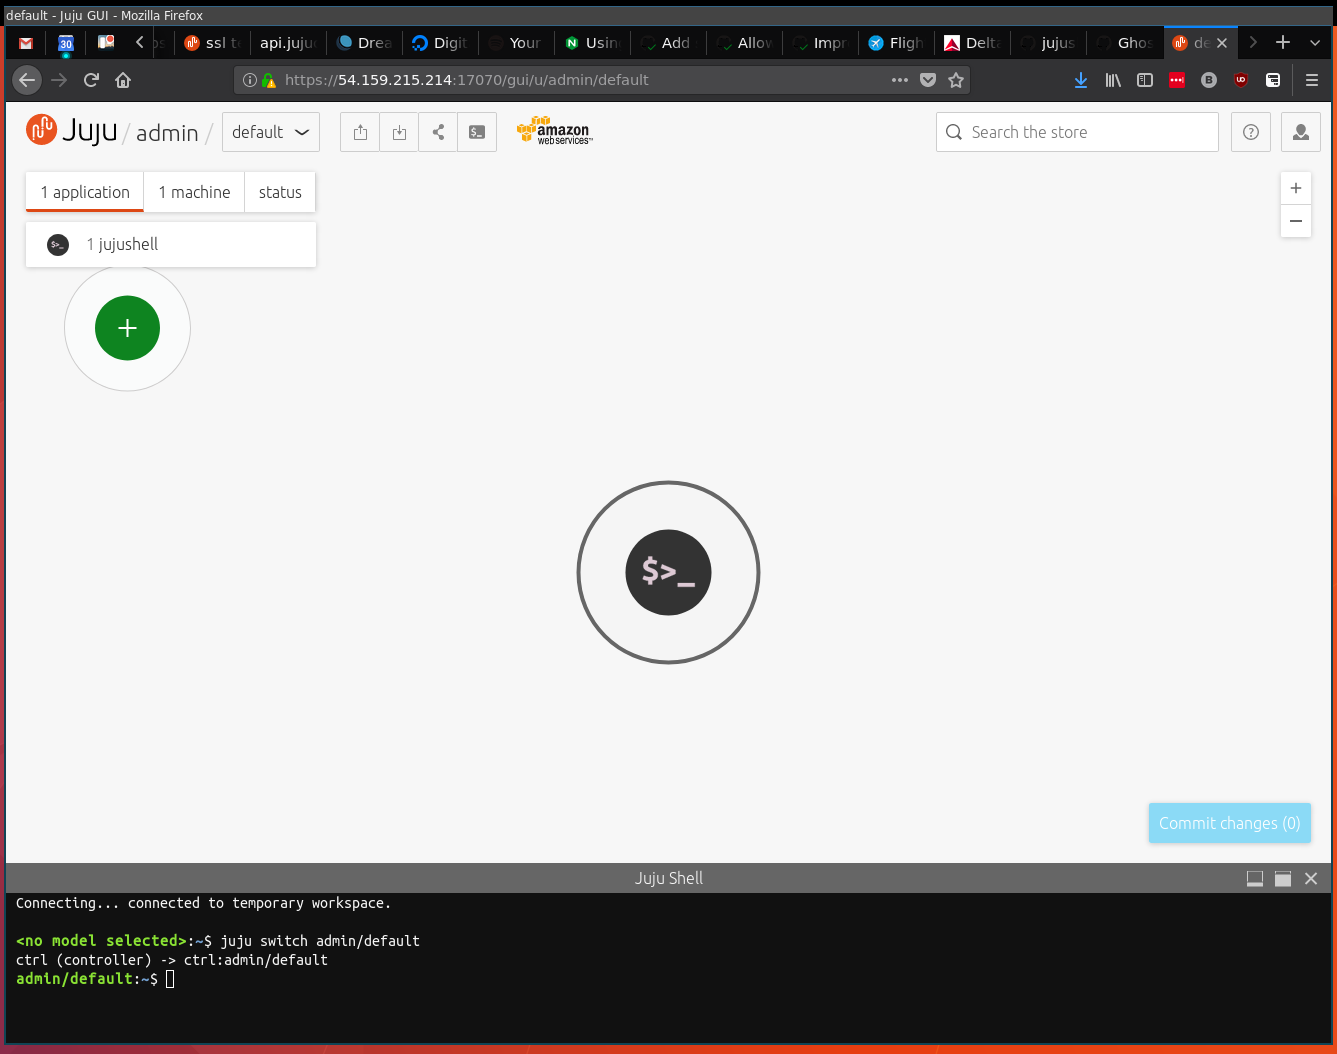 default - Juju GUI - Mozilla Firefox
30 ssl t api.juju Drea Digit Your N Usin Add Allow Impr Fligh Delta jujus Ghos de
https://54.159.215.214:17070/gui/u/admin/default
B
Juju / admin / default
$_
amazon
web services™
Search the store
?
1 application 1 machine status
$>_ 1 jujushell
+
−
+
$>_
Commit changes (0)
Juju Shell
Connecting... connected to temporary workspace.
<no model selected>:~$ juju switch admin/default
ctrl (controller) -> ctrl:admin/default
admin/default:~$